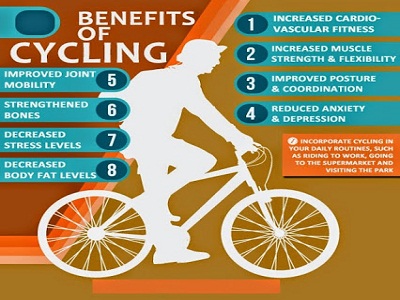 BENEFITS
OF
CYCLING
1 INCREASED CARDIO-
VASCULAR FITNESS
2 INCREASED MUSCLE
STRENGTH & FLEXIBILITY
3 IMPROVED POSTURE
& COORDINATION
4 REDUCED ANXIETY
& DEPRESSION
IMPROVED JOINT
MOBILITY 5
STRENGTHENED
BONES 6
DECREASED
STRESS LEVELS 7
DECREASED
BODY FAT LEVELS 8
INCORPORATE CYCLING IN
YOUR DAILY ROUTINES, SUCH
AS RIDING TO WORK, GOING
TO THE SUPERMARKET AND
VISITING THE PARK